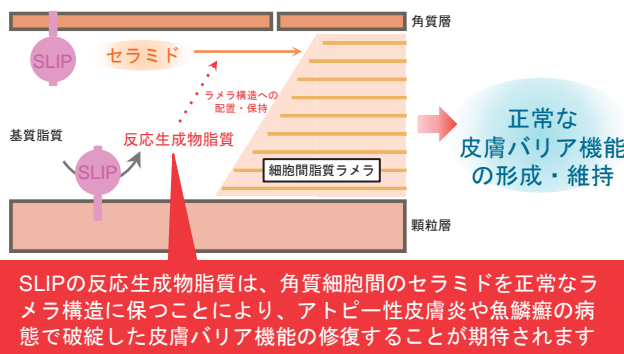 角質層
SLIP
セラミド
ラメラ構造への
配置・保持
基質脂質
反応生成物脂質
SLIP
細胞間脂質ラメラ
正常な
皮膚バリア機能
の形成・維持
顆粒層
SLIPの反応生成物脂質は、角質細胞間のセラミドを正常なラ
メラ構造に保つことにより、アトピー性皮膚炎や魚鱗癬の病
態で破綻した皮膚バリア機能の修復することが期待されます